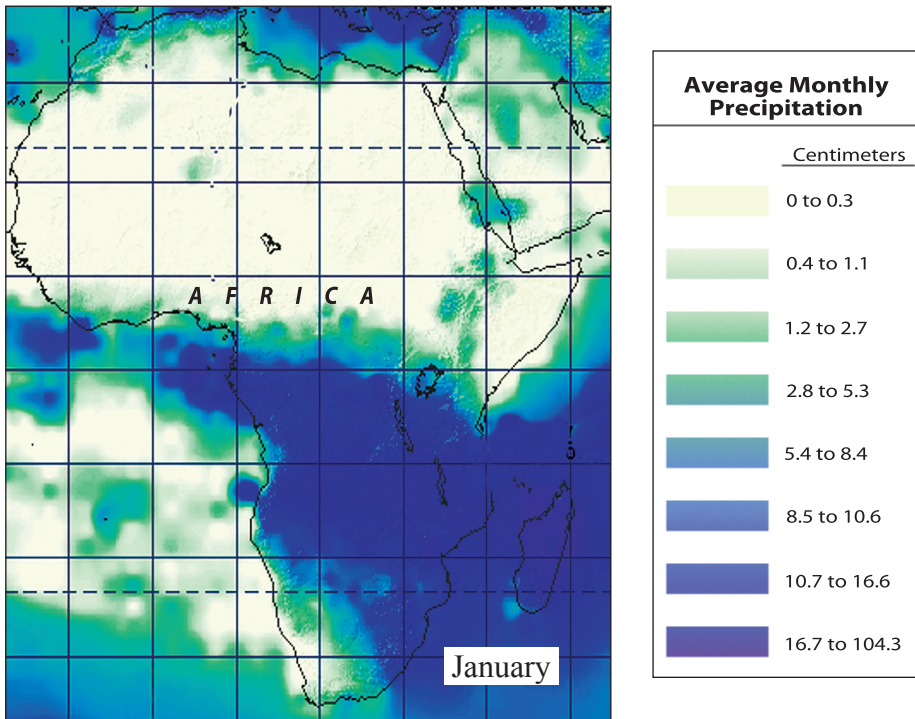 A F R I C A
January
Average Monthly
Precipitation
Centimeters
0 to 0.3
0.4 to 1.1
1.2 to 2.7
2.8 to 5.3
5.4 to 8.4
8.5 to 10.6
10.7 to 16.6
16.7 to 104.3